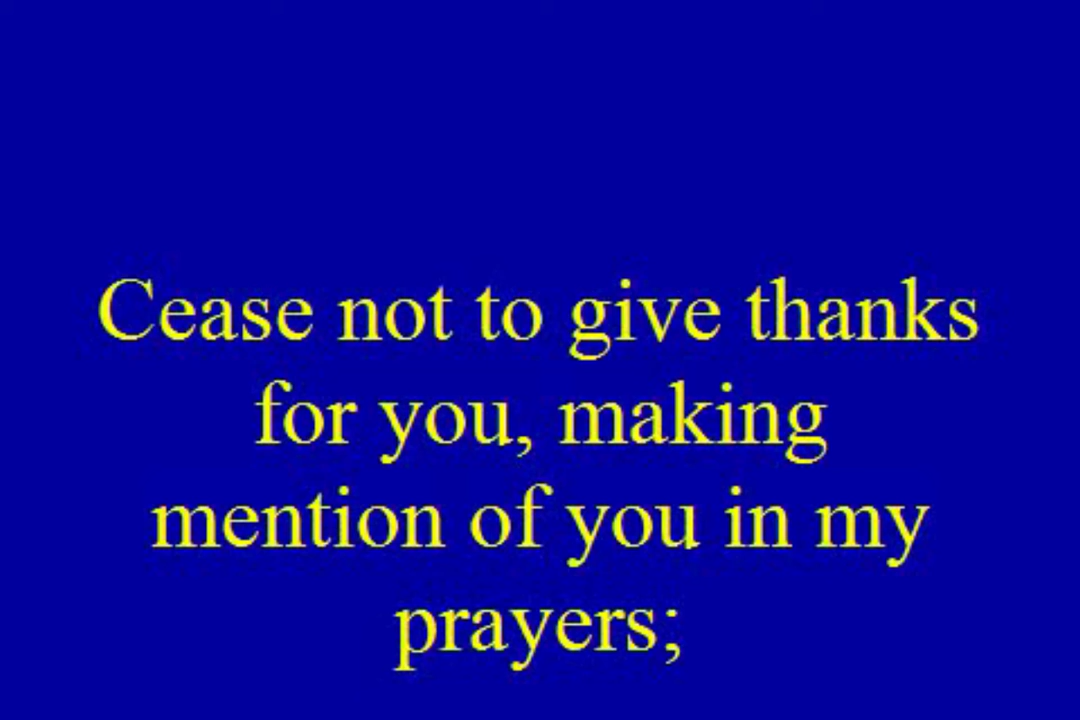 Cease not to give thanks
for you, making
mention of you in my
prayers;